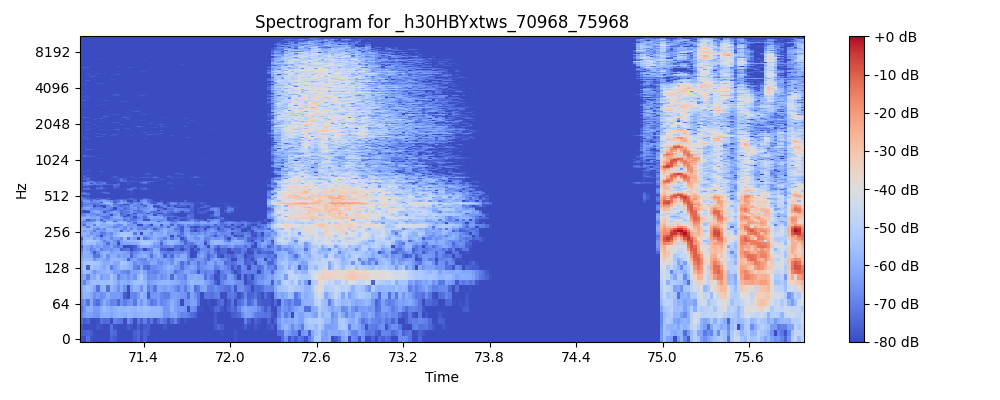 Spectrogram for _h30HBYxtws_70968_75968
8192
4096
2048
1024
512
256
128
64
0
Hz
71.4
72.0
72.6
73.2
73.8
74.4
75.0
75.6
Time
+0 dB
-10 dB
-20 dB
-30 dB
-40 dB
-50 dB
-60 dB
-70 dB
-80 dB